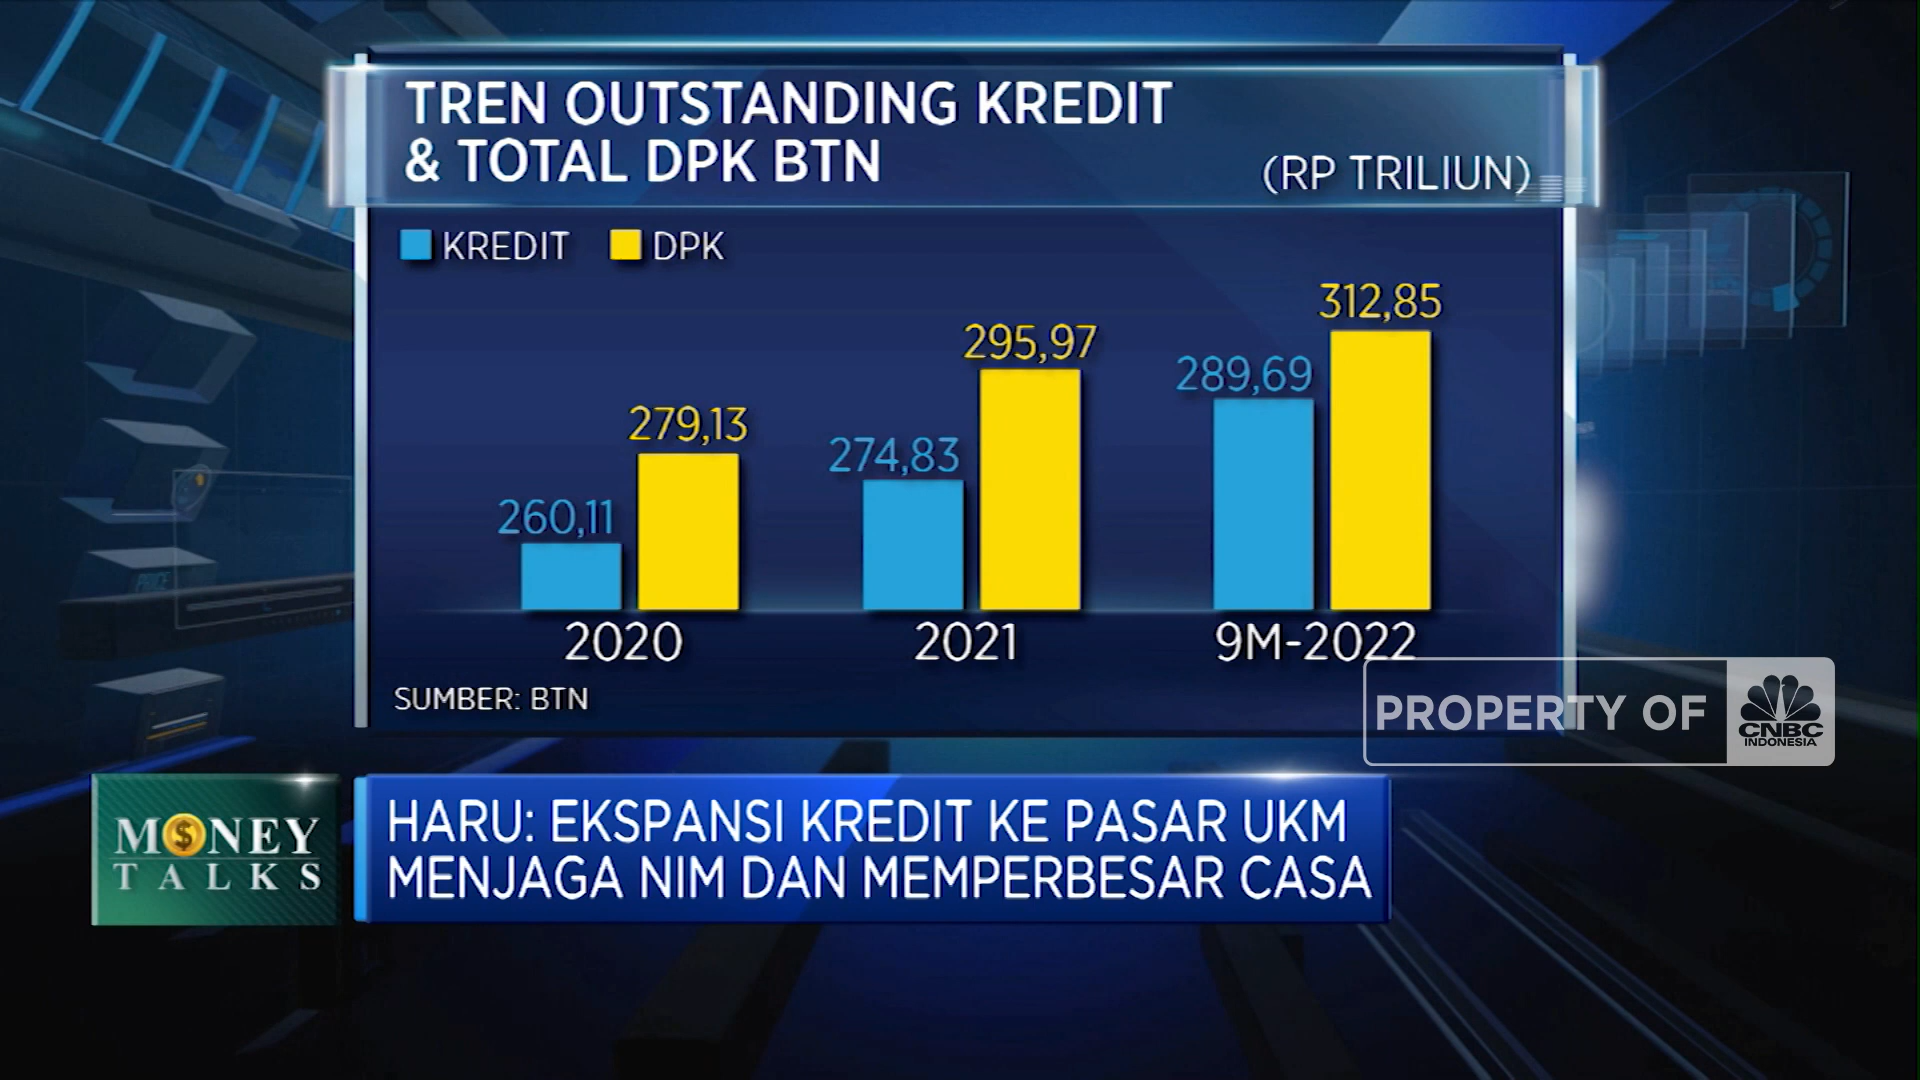 TREN OUTSTANDING KREDIT
& TOTAL DPK BTN
(RP TRILIUN)
KREDIT
DPK
260,11
279,13
274,83
295,97
289,69
312,85
2020
2021
9M-2022
SUMBER: BTN
PROPERTY OF
CNBC
INDONESIA
MONEY
TALKS
HARU: EKSPANSI KREDIT KE PASAR UKM
MENJAGA NIM DAN MEMPERBESAR CASA
PRICE